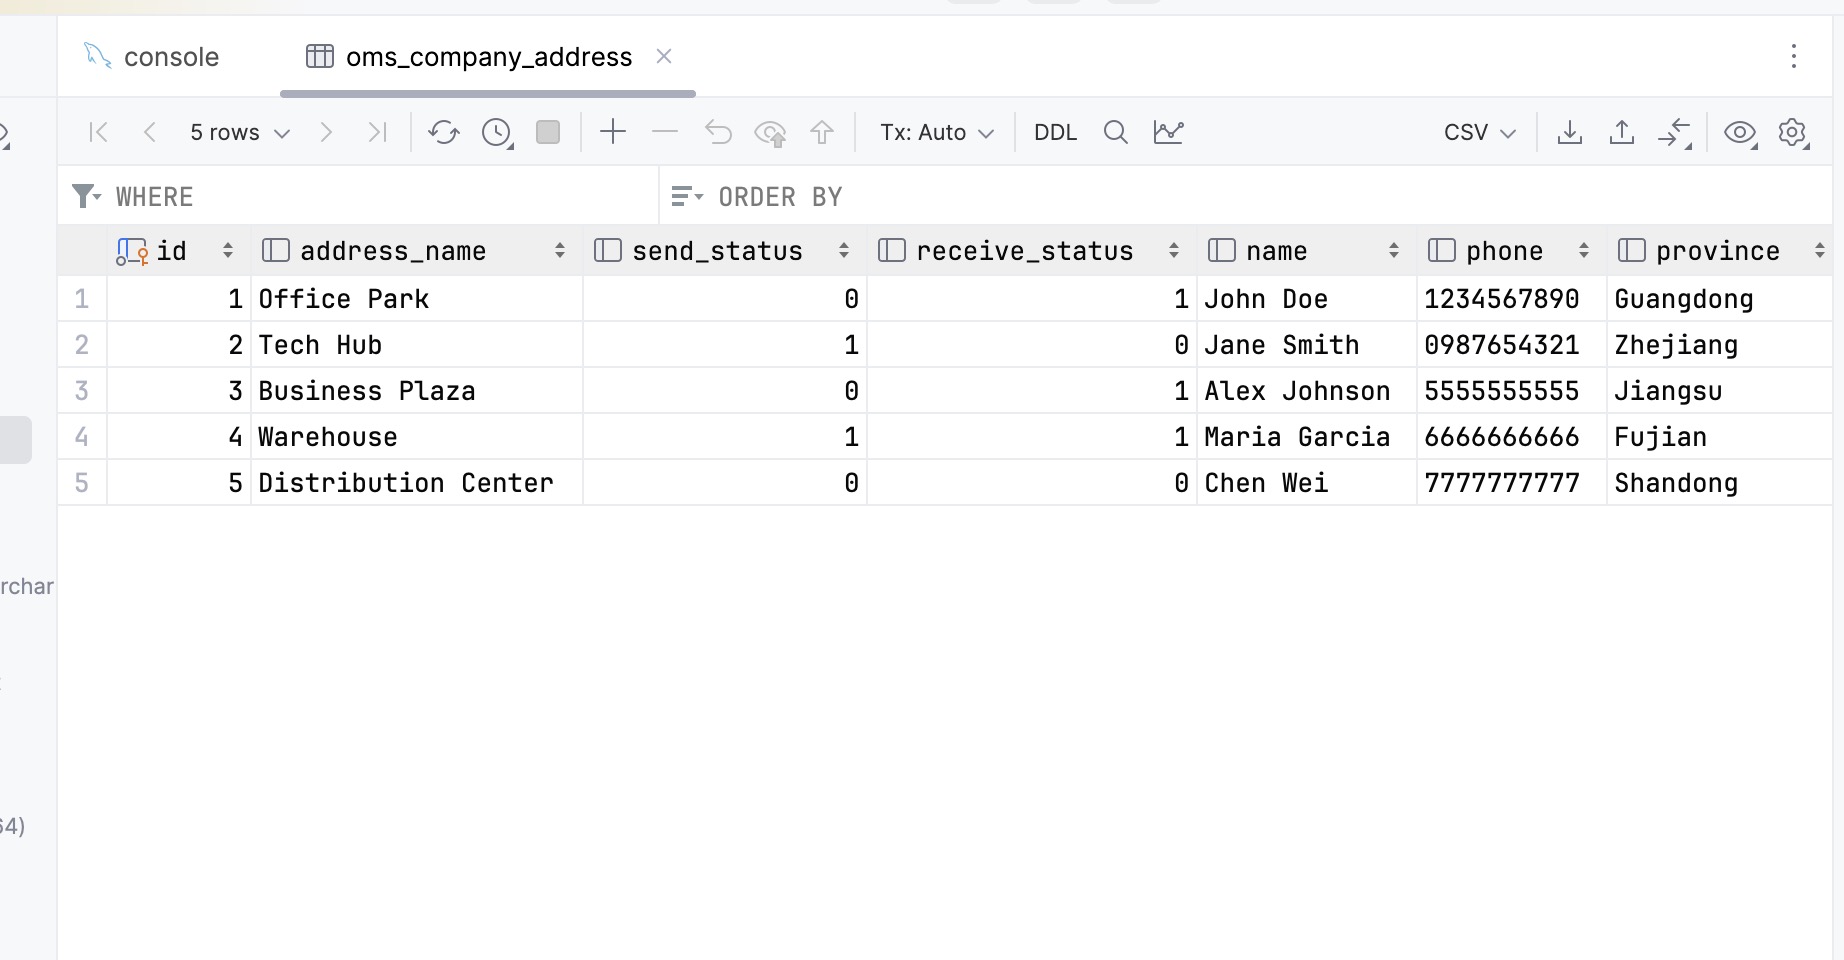 console oms_company_address
5 rows Tx: Auto DDL CSV
WHERE ORDER BY
id address_name send_status receive_status name phone province
1 1 Office Park 0 1 John Doe 1234567890 Guangdong
2 2 Tech Hub 1 0 Jane Smith 0987654321 Zhejiang
3 3 Business Plaza 0 1 Alex Johnson 5555555555 Jiangsu
4 4 Warehouse 1 1 Maria Garcia 6666666666 Fujian
5 5 Distribution Center 0 0 Chen Wei 7777777777 Shandong
rchar
64)